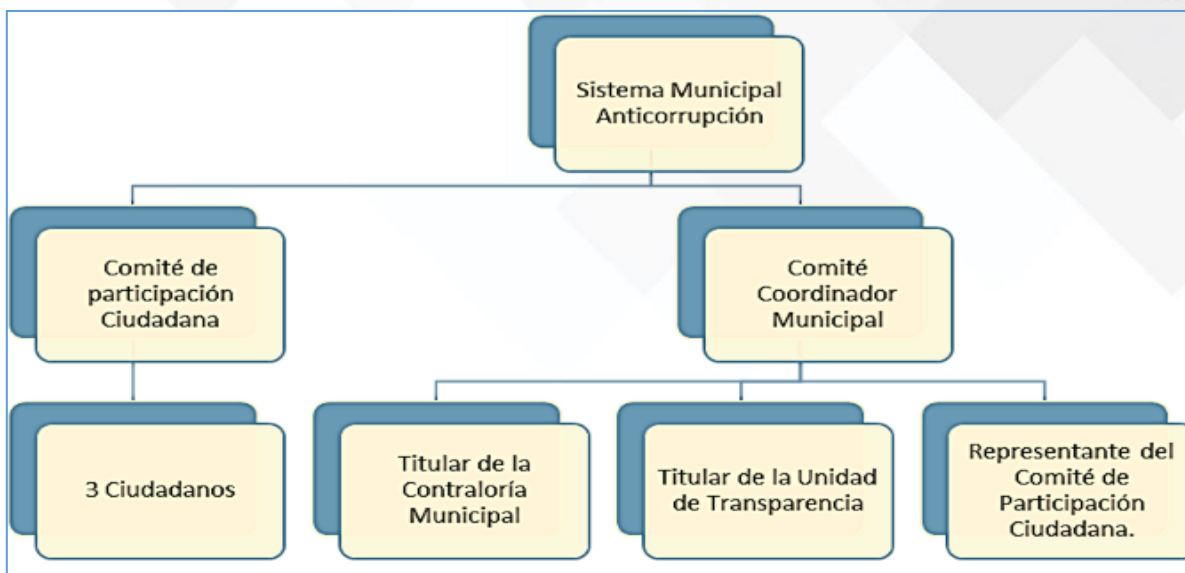 Sistema Municipal
Anticorrupción
Comité de
participación
Ciudadana
Comité
Coordinador
Municipal
3 Ciudadanos
Titular de la
Contraloría
Municipal
Titular de la Unidad
de Transparencia
Representante del
Comité de
Participación
Ciudadana.